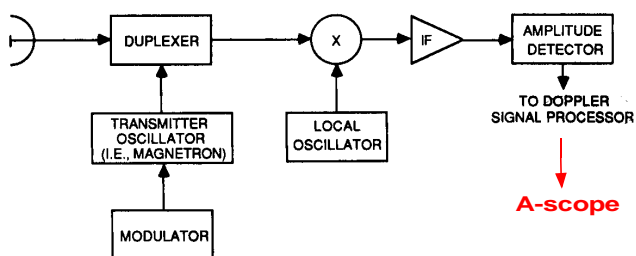 DUPLEXER
X
IF
AMPLITUDE
DETECTOR
TRANSMITTER
OSCILLATOR
(I.E., MAGNETRON)
LOCAL
OSCILLATOR
TO DOPPLER
SIGNAL PROCESSOR
A-scope
MODULATOR